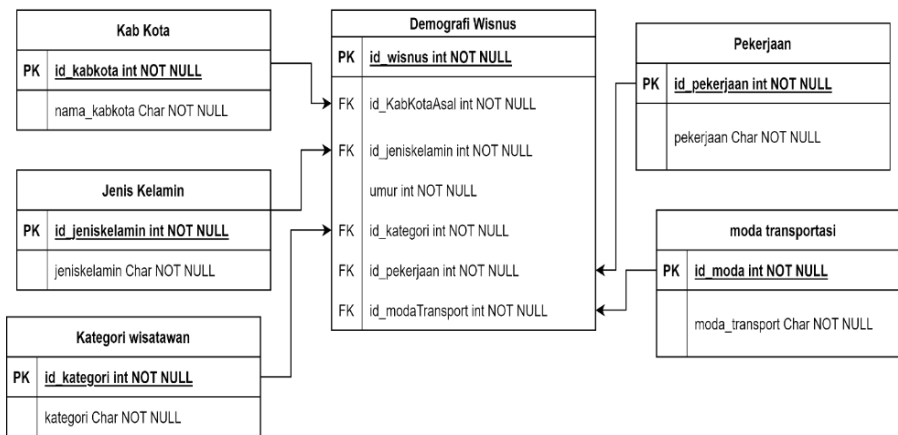 Kab Kota
PK id_kabkota int NOT NULL
nama_kabkota Char NOT NULL
Jenis Kelamin
PK id_jeniskelamin int NOT NULL
jeniskelamin Char NOT NULL
Kategori wisatawan
PK id_kategori int NOT NULL
kategori Char NOT NULL
Demografi Wisnus
PK id_wisnus int NOT NULL
FK id_KabKotaAsal int NOT NULL
FK id_jeniskelamin int NOT NULL
umur int NOT NULL
FK id_kategori int NOT NULL
FK id_pekerjaan int NOT NULL
FK id_modaTransport int NOT NULL
Pekerjaan
PK id_pekerjaan int NOT NULL
pekerjaan Char NOT NULL
moda transportasi
PK id_moda int NOT NULL
moda_transport Char NOT NULL